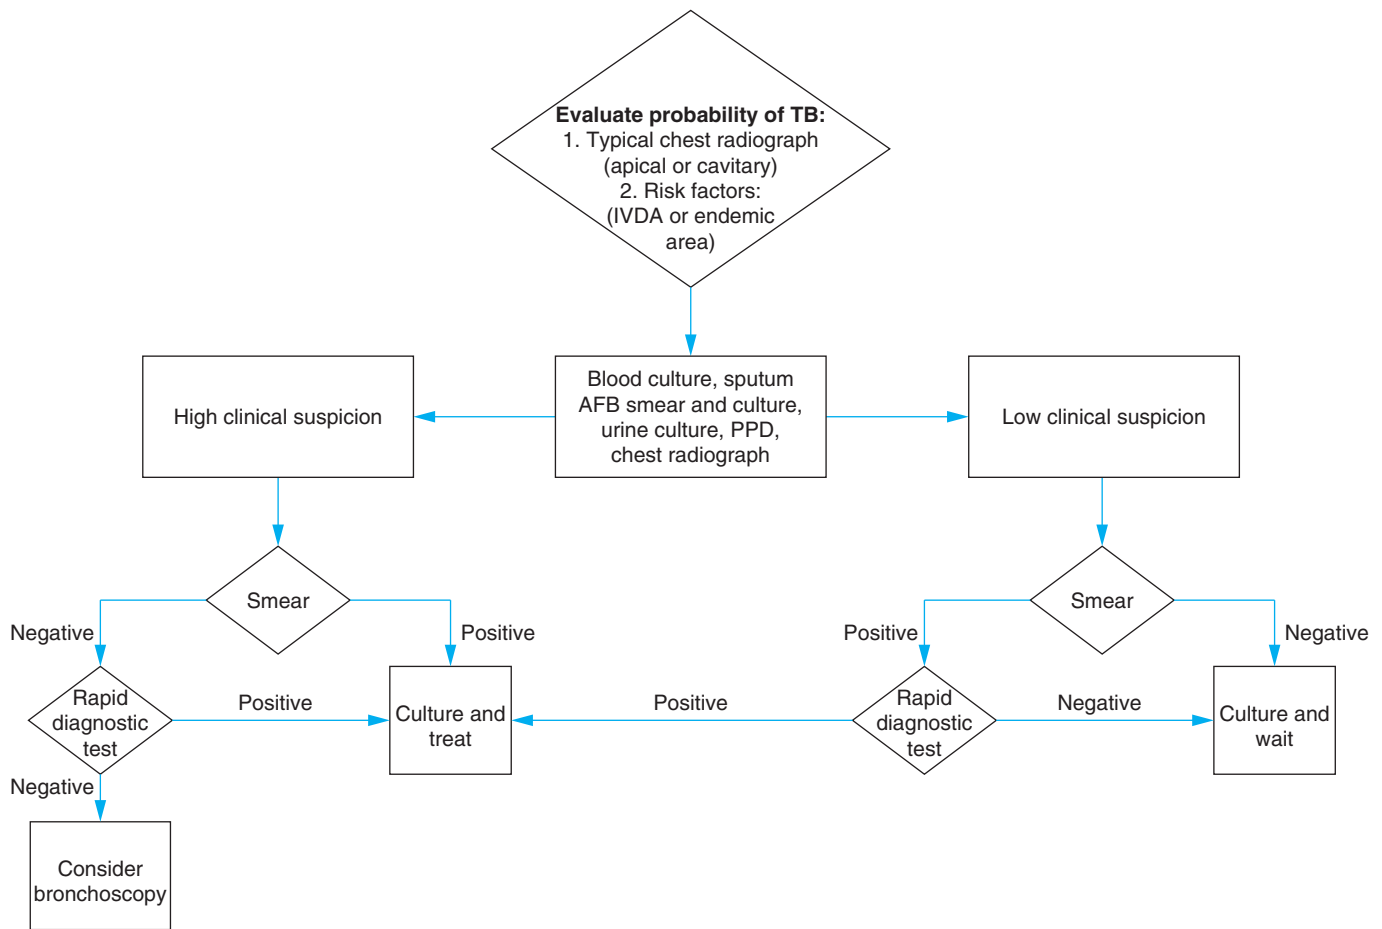 Evaluate probability of TB:
1. Typical chest radiograph
(apical or cavitary)
2. Risk factors:
(IVDA or endemic
area)
High clinical suspicion
Blood culture, sputum
AFB smear and culture,
urine culture, PPD,
chest radiograph
Low clinical suspicion
Smear
Smear
Negative
Positive
Positive
Negative
Rapid
diagnostic
test
Positive
Culture and
treat
Positive
Rapid
diagnostic
test
Negative
Culture and
wait
Negative
Consider
bronchoscopy